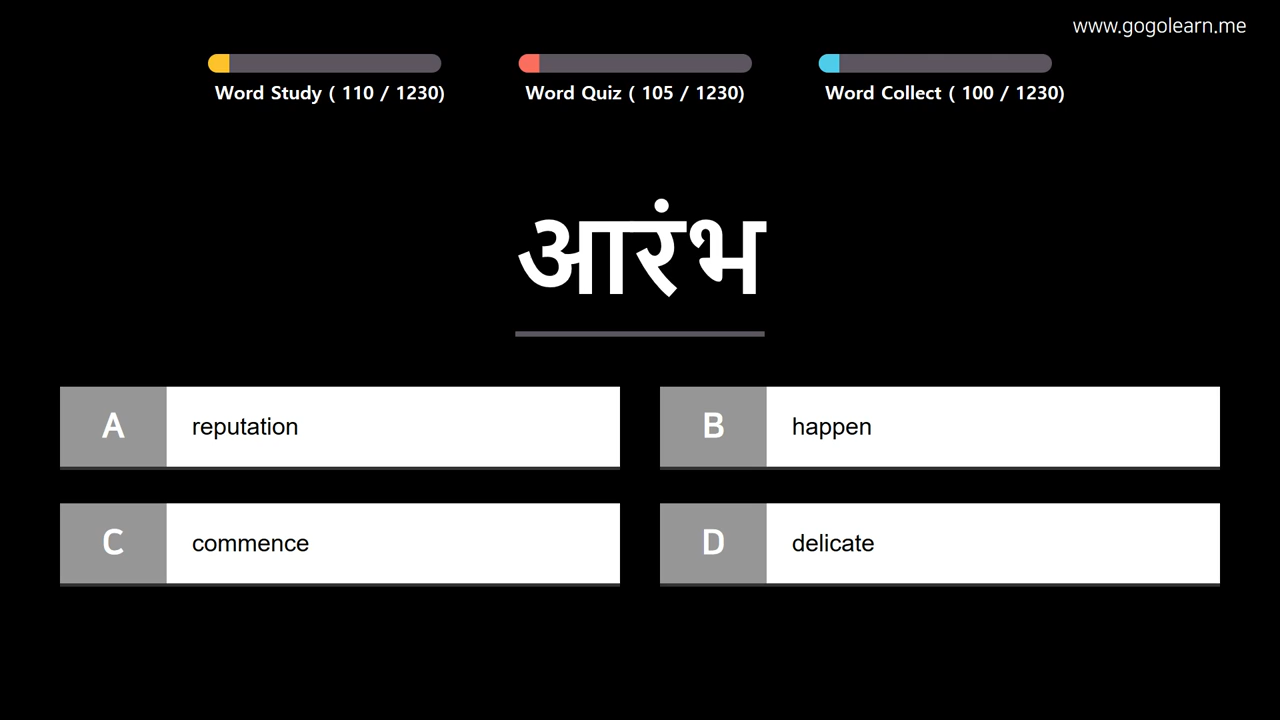 www.gogolearn.me
Word Study ( 110 / 1230)
Word Quiz ( 105 / 1230)
Word Collect ( 100 / 1230)
आरंभ
A reputation
B happen
C commence
D delicate